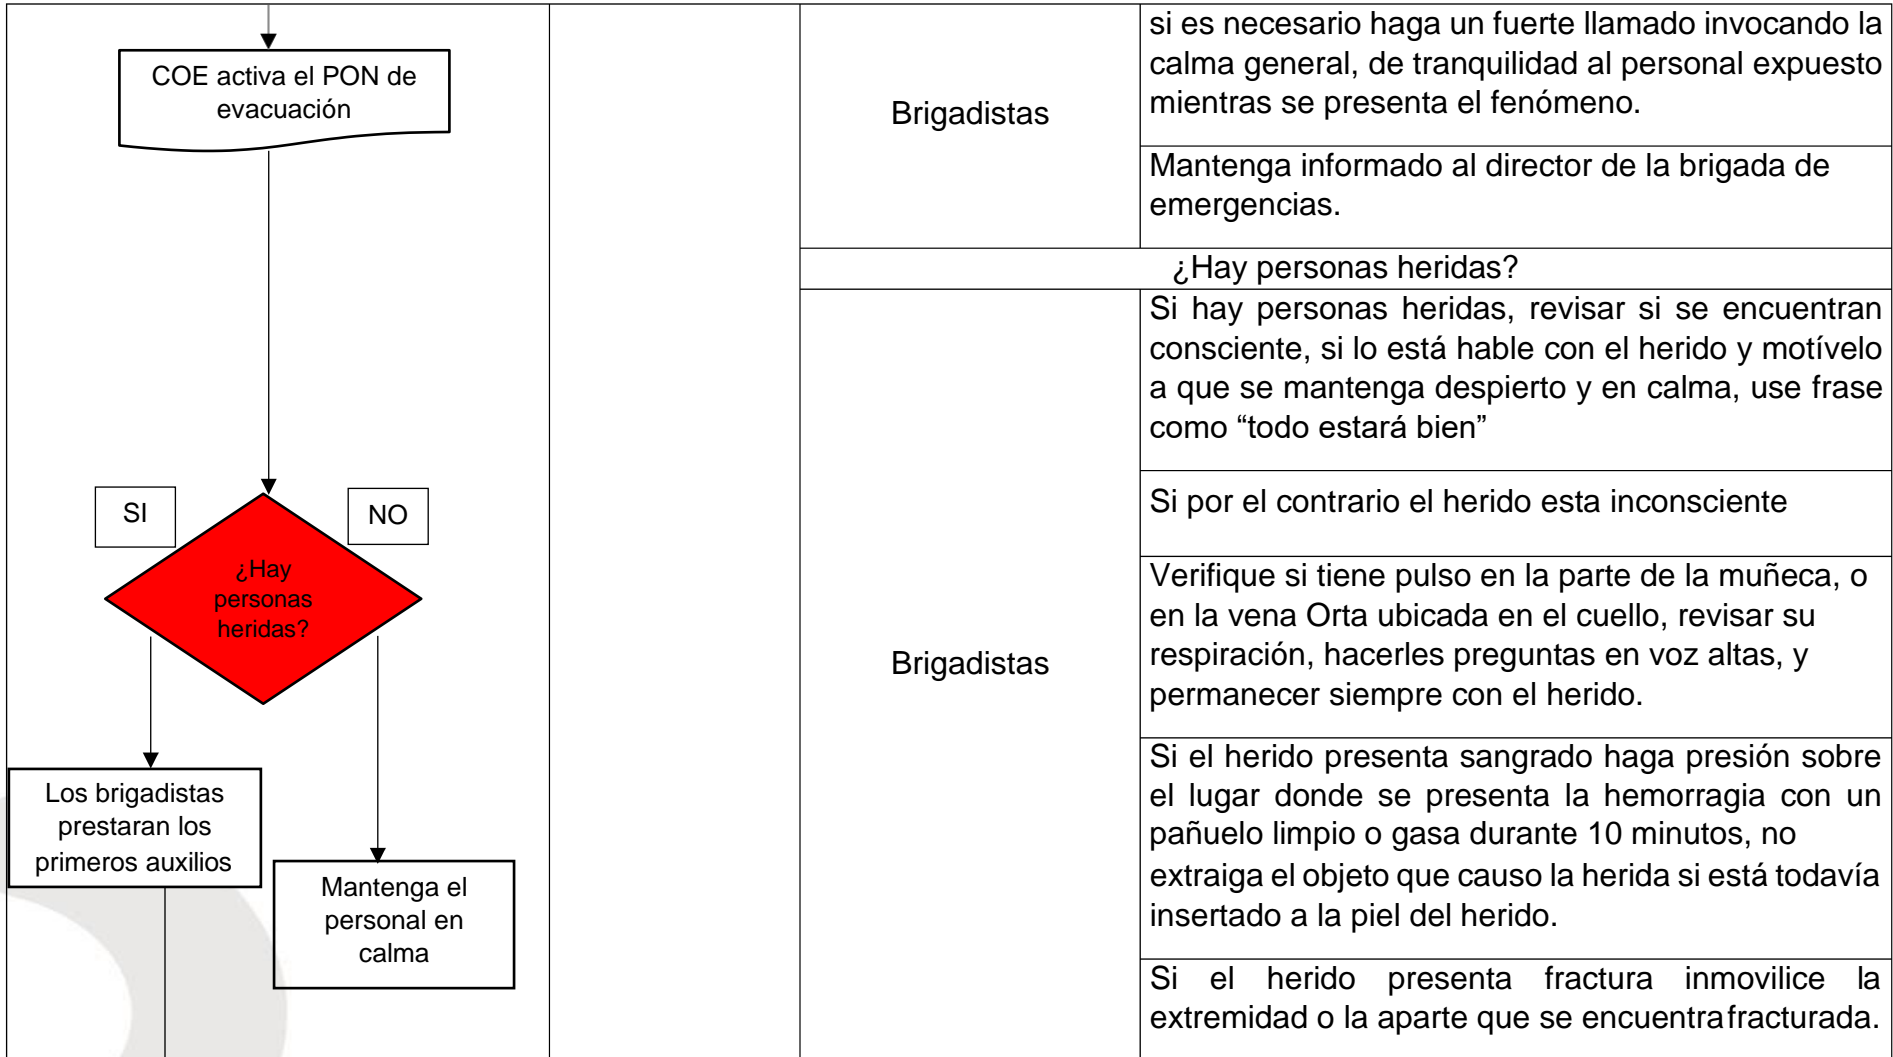 COE activa el PON de
evacuación
SI
NO
¿Hay
personas
heridas?
Los brigadistas
prestaran los
primeros auxilios
Mantenga el
personal en
calma
Brigadistas
si es necesario haga un fuerte llamado invocando la
calma general, de tranquilidad al personal expuesto
mientras se presenta el fenómeno.
Mantenga informado al director de la brigada de
emergencias.
¿Hay personas heridas?
Brigadistas
Si hay personas heridas, revisar si se encuentran
consciente, si lo está hable con el herido y motívelo
a que se mantenga despierto y en calma, use frase
como “todo estará bien”
Si por el contrario el herido esta inconsciente
Verifique si tiene pulso en la parte de la muñeca, o
en la vena Orta ubicada en el cuello, revisar su
respiración, hacerles preguntas en voz altas, y
permanecer siempre con el herido.
Si el herido presenta sangrado haga presión sobre
el lugar donde se presenta la hemorragia con un
pañuelo limpio o gasa durante 10 minutos, no
extraiga el objeto que causo la herida si está todavía
insertado a la piel del herido.
Si el herido presenta fractura inmovilice la
extremidad o la aparte que se encuentrafracturada.